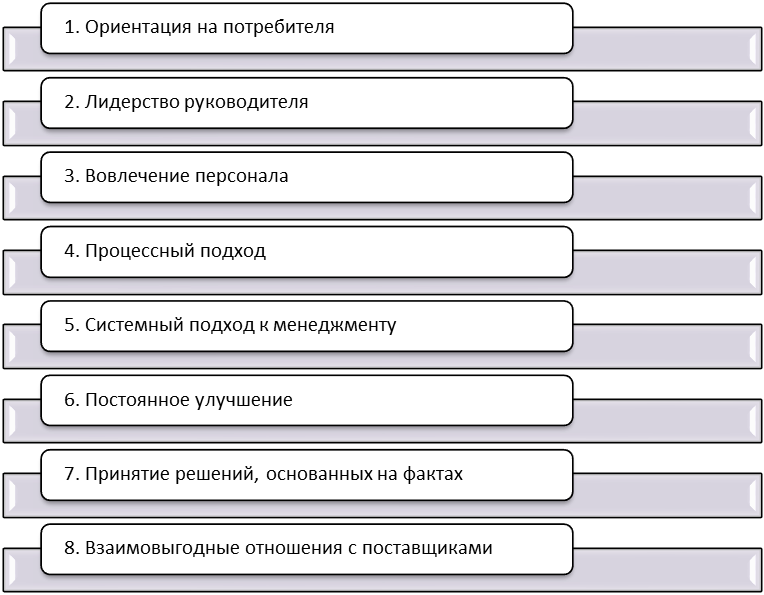 1. Ориентация на потребителя
2. Лидерство руководителя
3. Вовлечение персонала
4. Процессный подход
5. Системный подход к менеджменту
6. Постоянное улучшение
7. Принятие решений, основанных на фактах
8. Взаимовыгодные отношения с поставщиками